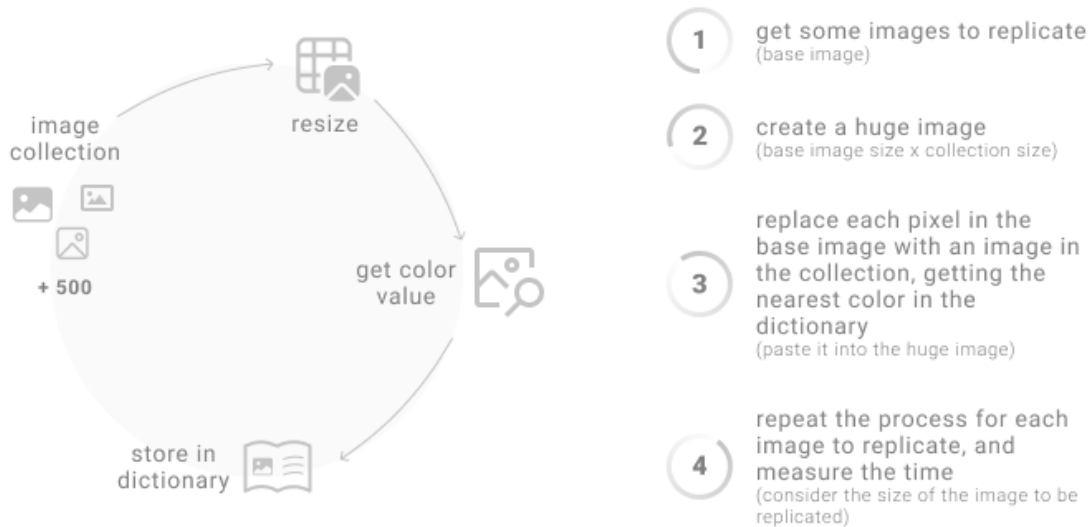 image
collection
+ 500
resize
get color
value
store in
dictionary
1
get some images to replicate
(base image)
2
create a huge image
(base image size x collection size)
3
replace each pixel in the
base image with an image in
the collection, getting the
nearest color in the
dictionary
(paste it into the huge image)
4
repeat the process for each
image to replicate, and
measure the time
(consider the size of the image to be
replicated)